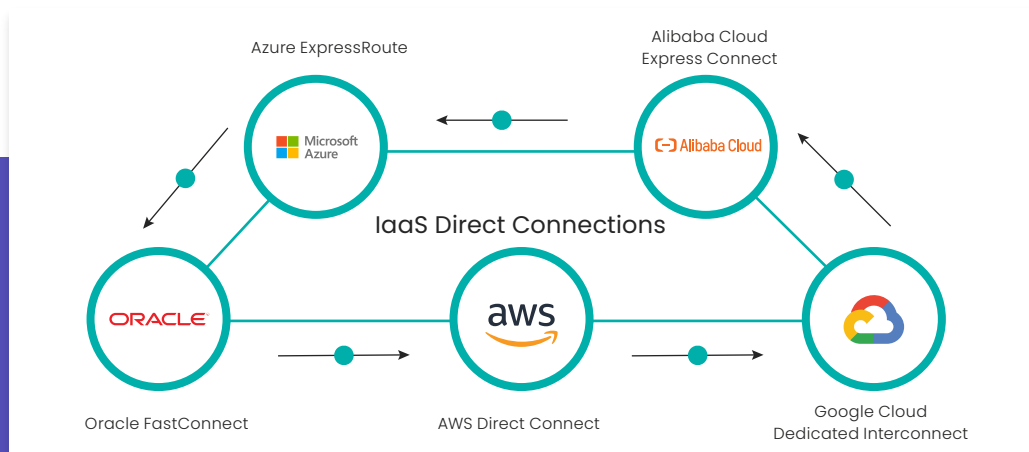 Azure ExpressRoute
Alibaba Cloud
Express Connect
Microsoft
Azure
Alibaba Cloud
IaaS Direct Connections
ORACLE
aws
Oracle FastConnect
AWS Direct Connect
Google Cloud
Dedicated Interconnect